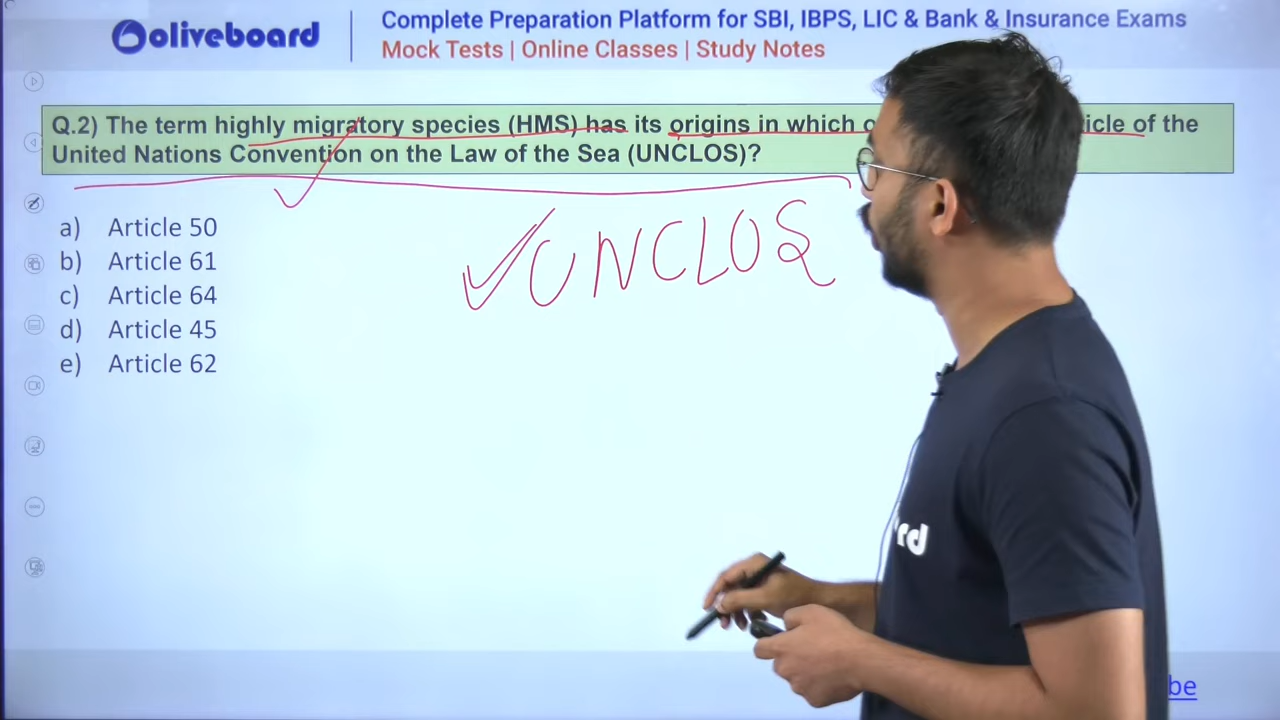 oliveboard
Complete Preparation Platform for SBI, IBPS, LIC & Bank & Insurance Exams
Mock Tests | Online Classes | Study Notes
Q.2) The term highly migratory species (HMS) has its origins in which of the
United Nations Convention on the Law of the Sea (UNCLOS)?
UNCLOS
a) Article 50
b) Article 61
c) Article 64
d) Article 45
e) Article 62
rd
be